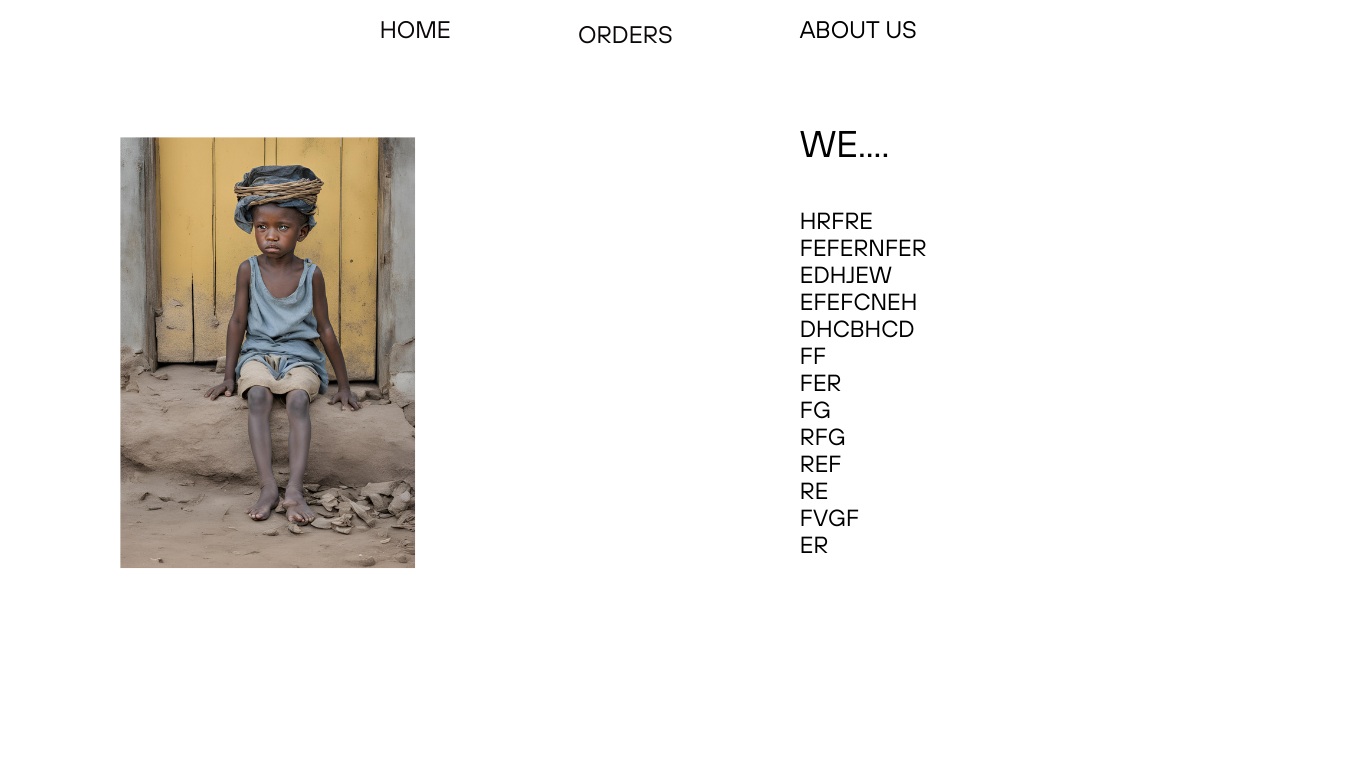 HOME
ORDERS
ABOUT US
WE....
HRFRE
FEFERNFER
EDHJEW
EFEFCNEH
DHCBHCD
FF
FER
FG
RFG
REF
RE
FVGF
ER